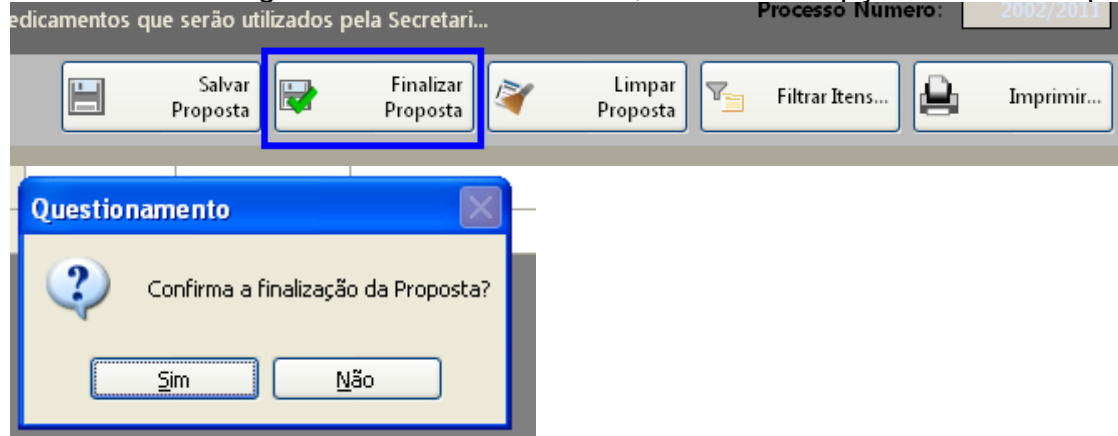 edicamentos que serão utilizados pela Secretari...
Processo Número: 2002/2011
Salvar
Proposta
Finalizar
Proposta
Limpar
Proposta
Filtrar Itens...
Imprimir...
Questionamento
Confirma a finalização da Proposta?
Sim
Não